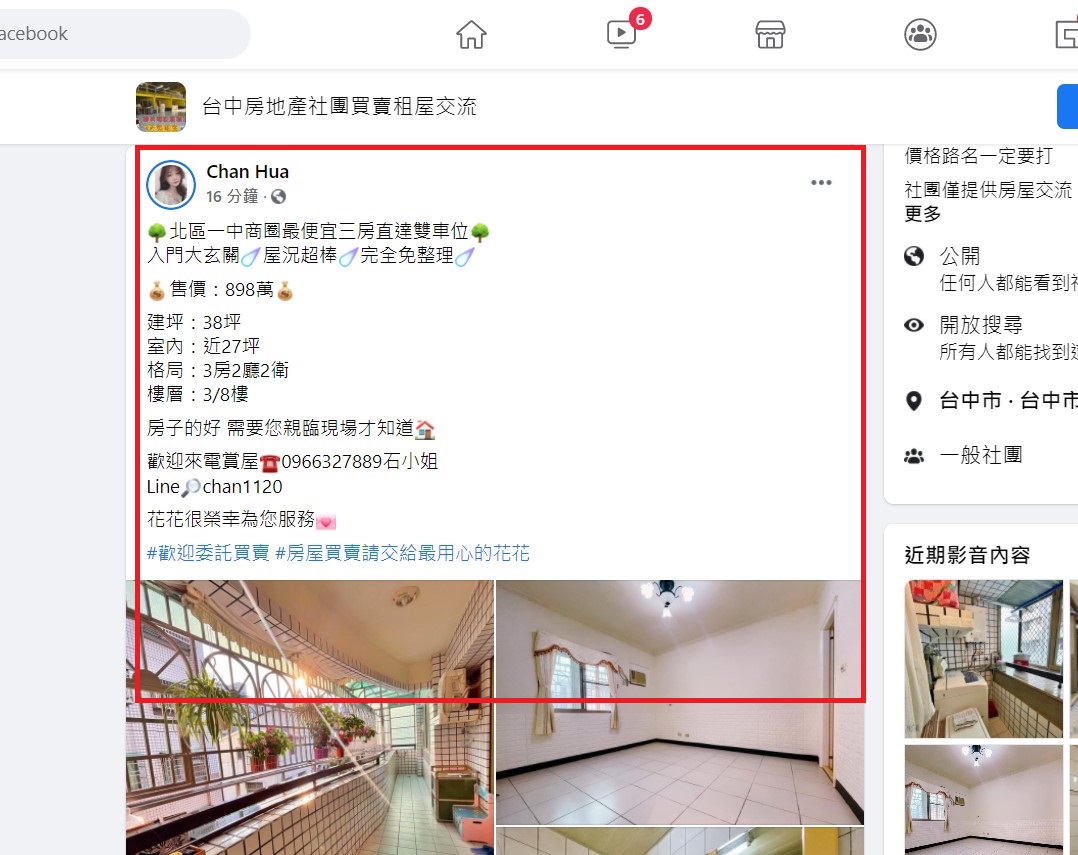 acebook
6
台中房地產社團買賣租屋交流
Chan Hua
16 分鐘 ·
🌳北區一中商圈最便宜三房直達雙車位🌳
入門大玄關☄️屋況超棒☄️完全免整理☄️
💰售價：898萬💰
建坪：38坪
室內：近27坪
格局：3房2廳2衛
樓層：3/8樓
房子的好 需要您親臨現場才知道🏠
歡迎來電賞屋☎️0966327889石小姐
Line🔎chan1120
花花很榮幸為您服務💌
#歡迎委託買賣 #房屋買賣請交給最用心的花花
價格路名一定要打
社團僅提供房屋交流
更多
公開
任何人都能看到
開放搜尋
所有人都能找到
台中市 · 台中市
一般社團
近期影音內容